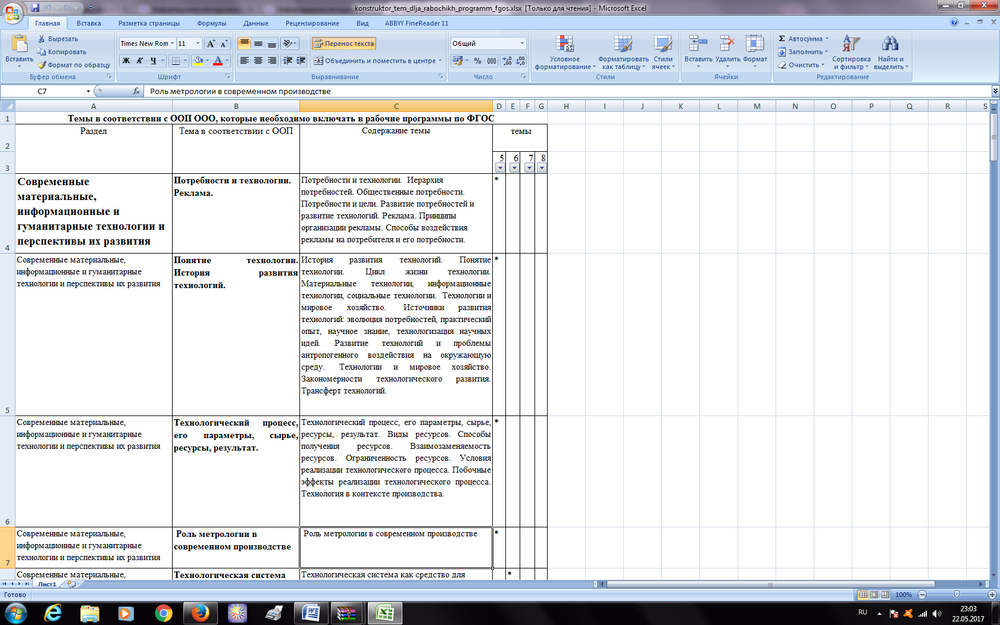 konstruktor_tem_dlja_rabochikh_programm_fgos.xlsx [Только для чтения] - Microsoft Excel
Главная Вставка Разметка страницы Формулы Данные Рецензирование Вид ABBYY FineReader 11
Вставить
Вырезать
Копировать
Формат по образцу
Буфер обмена
Times New Rom 11
Ж К Ч
Шрифт
Перенос текста
Объединить и поместить в центре
Выравнивание
Общий
% 000
Число
Условное форматирование
Форматировать как таблицу
Стили ячеек
Стили
Вставить Удалить Формат
Ячейки
Σ Автосумма
Заполнить
Очистить
Сортировка и фильтр
Найти и выделить
Редактирование
C7 fx Роль метрологии в современном производстве
A B C D E F G H I J K L M N O P Q R S
1 Темы в соответствии с ООП ООО, которые необходимо включать в рабочие программы по ФГОС
2 Раздел Тема в соответствии с ООП Содержание темы темы
3 5 6 7 8
4
Современные
материальные,
информационные и
гуманитарные технологии и
перспективы их развития
Потребности и технологии.
Реклама.
Потребности и технологии. Иерархия
потребностей. Общественные потребности.
Потребности и цели. Развитие потребностей и
развитие технологий. Реклама. Принципы
организации рекламы. Способы воздействия
рекламы на потребителя и его потребности.
*
5
Современные материальные,
информационные и гуманитарные
технологии и перспективы их развития
Понятие технологии.
История развития
технологий.
История развития технологий. Понятие
технологии. Цикл жизни технологии.
Материальные технологии, информационные
технологии, социальные технологии. Технологии и
мировое хозяйство. Источники развития
технологий: эволюция потребностей, практический
опыт, научное знание, технологизация научных
идей. Развитие технологий и проблемы
антропогенного воздействия на окружающую
среду. Технологии и мировое хозяйство.
Закономерности технологического развития.
Трансферт технологий.
*
6
Современные материальные,
информационные и гуманитарные
технологии и перспективы их развития
Технологический процесс,
его параметры, сырье,
ресурсы, результат.
Технологический процесс, его параметры, сырье,
ресурсы, результат. Виды ресурсов. Способы
получения ресурсов. Взаимозаменяемость
ресурсов. Ограниченность ресурсов. Условия
реализации технологического процесса. Побочные
эффекты реализации технологического процесса.
Технология в контексте производства.
*
7
Современные материальные,
информационные и гуманитарные
технологии и перспективы их развития
Роль метрологии в
современном производстве
Роль метрологии в современном производстве
*
Современные материальные,
Технологическая система
Технологическая система как средство для
*
Лист1
Готово 100%
RU 23:03
22.05.2017